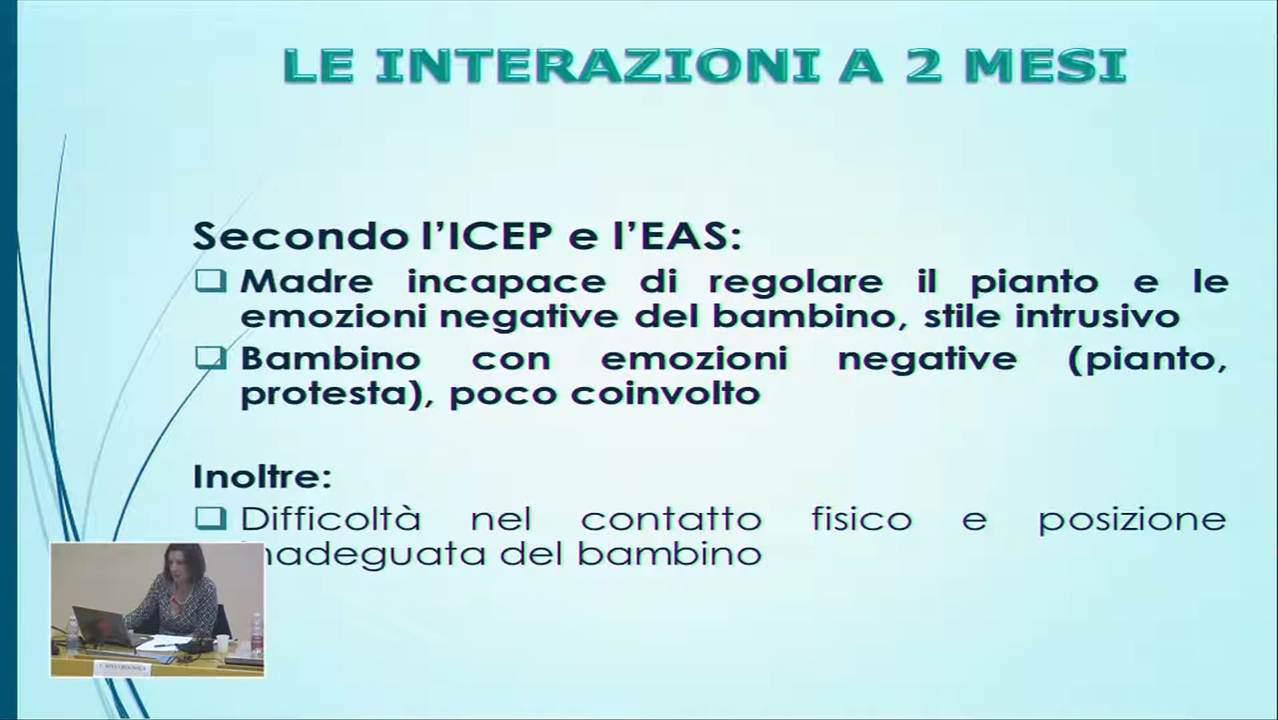 LE INTERAZIONI A 2 MESI
Secondo l’ICEP e l’EAS:
Madre incapace di regolare il pianto e le
emozioni negative del bambino, stile intrusivo
Bambino con emozioni negative (pianto,
protesta), poco coinvolto
Inoltre:
Difficoltà nel contatto fisico e posizione
nadeguata del bambino